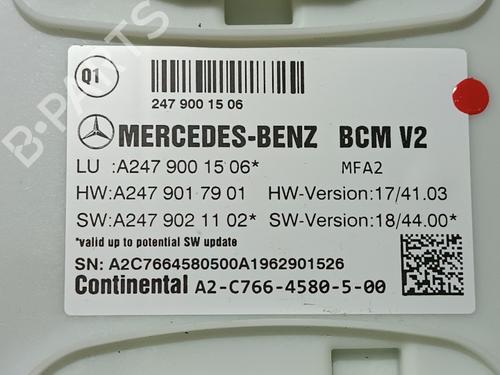 Q1
247 900 15 06
MERCEDES-BENZ BCM V2
LU :A247 900 15 06* MFA2
HW:A247 901 79 01 HW-Version:17/41.03
SW:A247 902 11 02* SW-Version:18/44.00*
*valid up to potential SW update
SN: A2C7664580500A1962901526
Continental A2-C766-4580-5-00
B-PARTS
B-PARTS